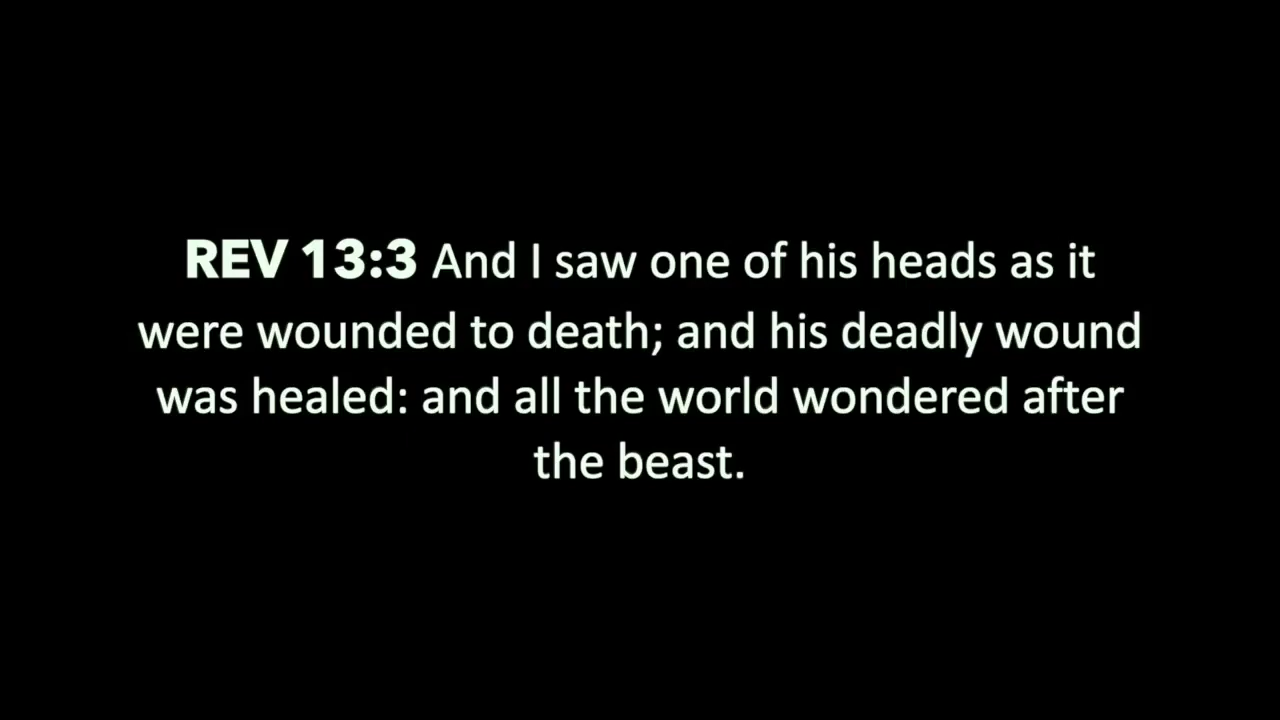 REV 13:3 And I saw one of his heads as it
were wounded to death; and his deadly wound
was healed: and all the world wondered after
the beast.